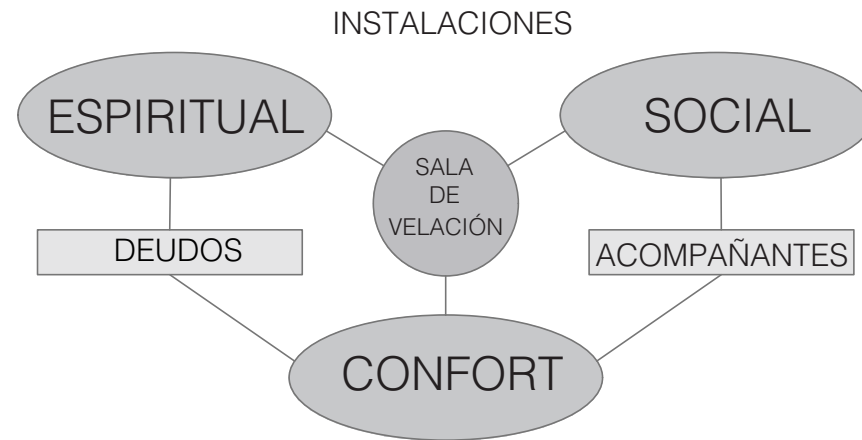 INSTALACIONES
ESPIRITUAL
SOCIAL
SALA
DE
VELACIÓN
DEUDOS
ACOMPAÑANTES
CONFORT